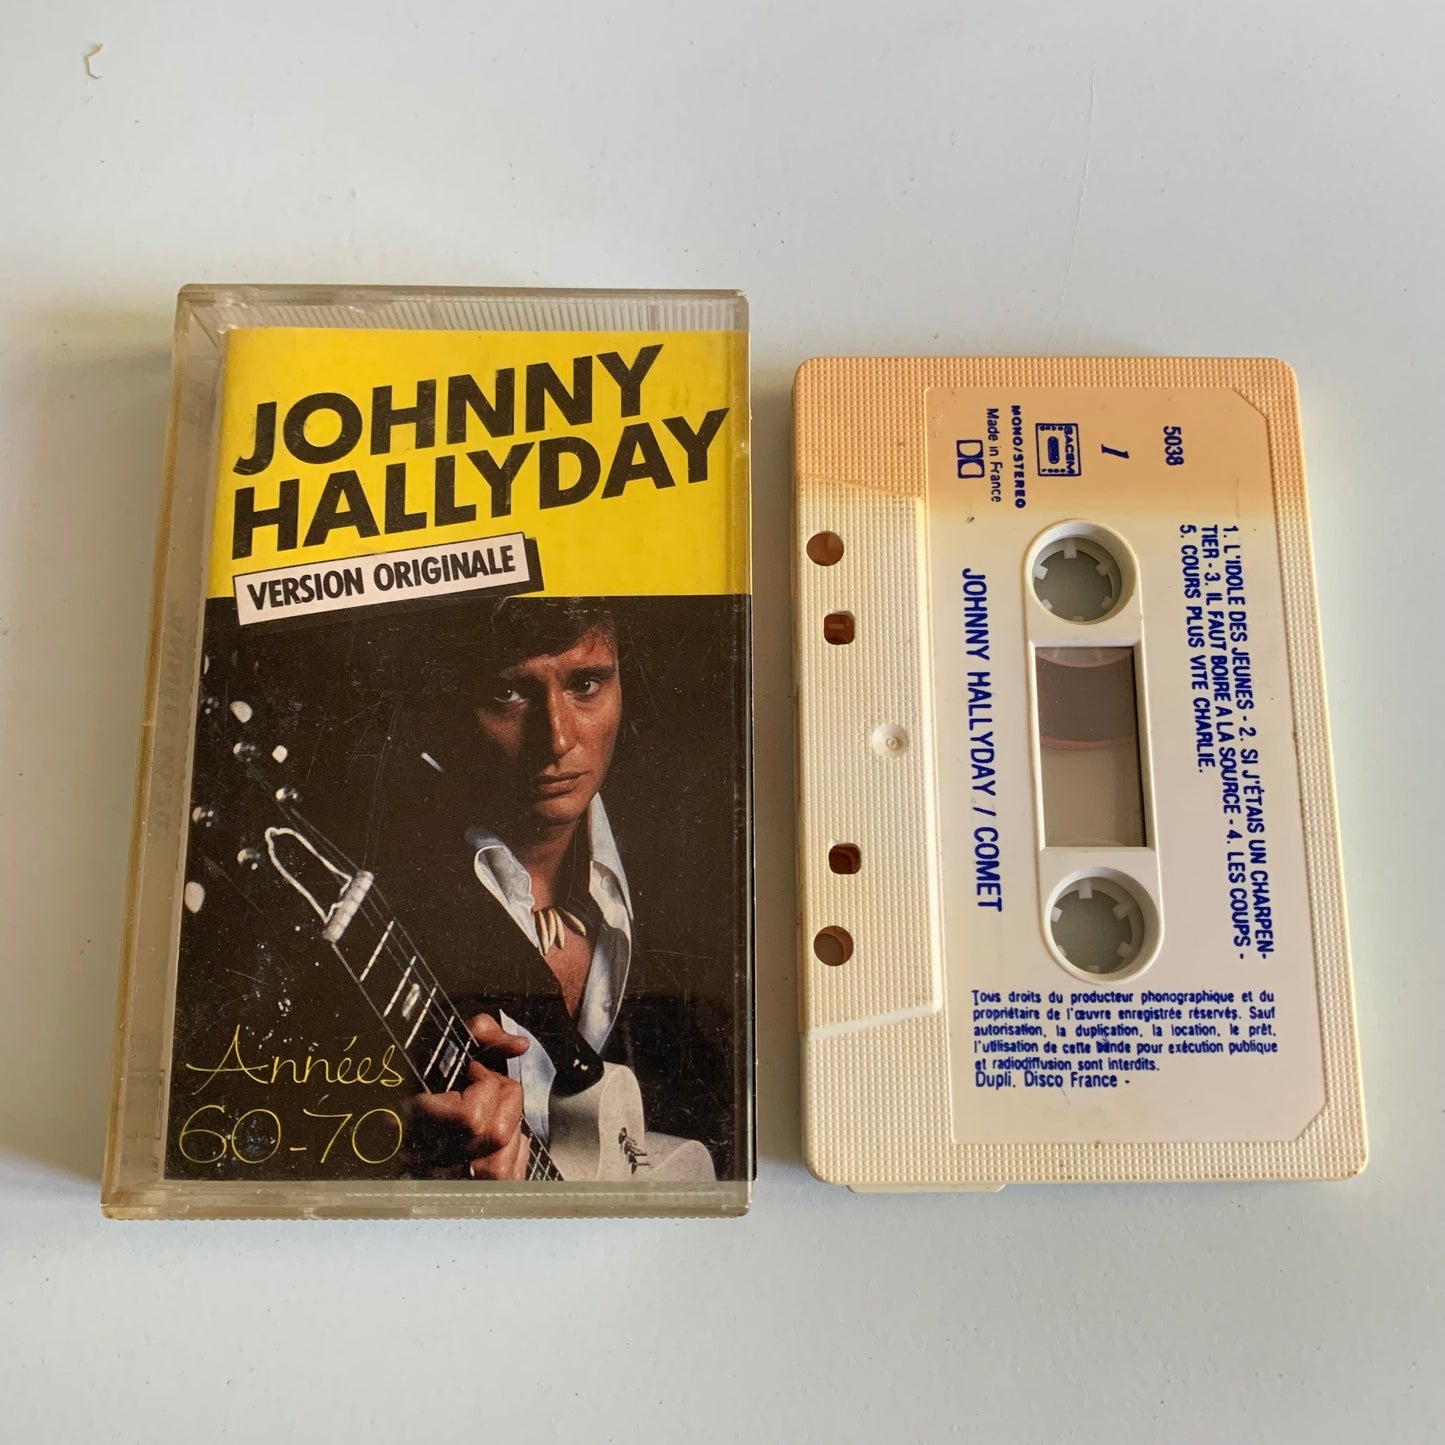 JOHNNY
HALLYDAY
VERSION ORIGINALE
Années
60-70
5038
1
SACEM
MONO/STEREO
Made in France
1. L'IDOLE DES JEUNES - 2. SI J'ÉTAIS UN CHARPEN-
TIER - 3. IL FAUT BOIRE A LA SOURCE - 4. LES COUPS -
5. COURS PLUS VITE CHARLIE.
JOHNNY HALLYDAY / COMET
Tous droits du producteur phonographique et du
propriétaire de l'œuvre enregistrée réservés. Sauf
autorisation, la duplication, la location, le prêt,
l'utilisation de cette bande pour exécution publique
et radiodiffusion sont interdits.
Dupli. Disco France -